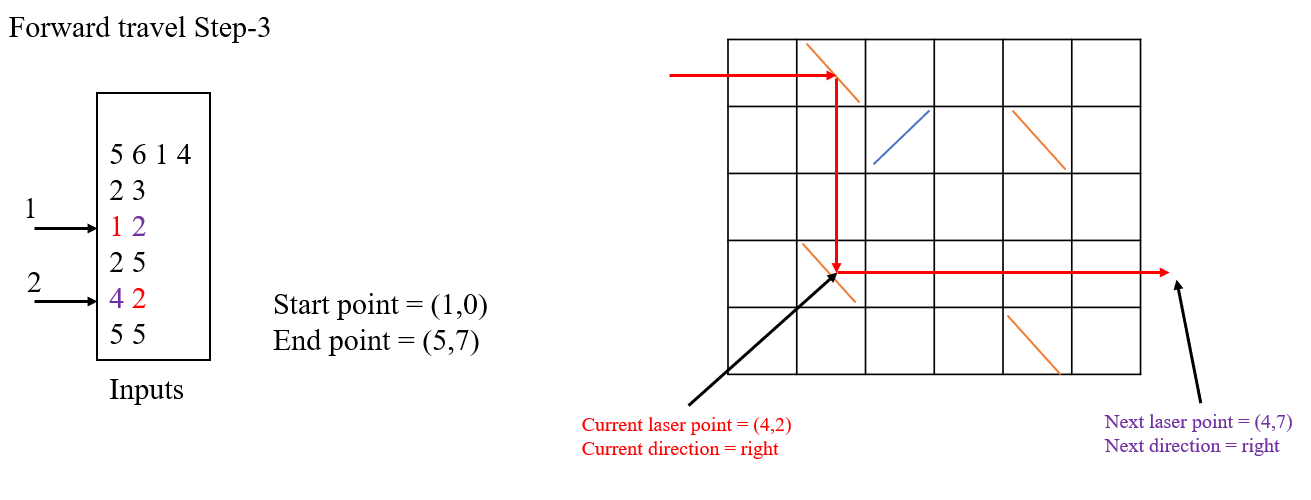 Forward travel Step-3
5 6 1 4
2 3
1
1 2
2 5
2
4 2
5 5
Inputs
Start point = (1,0)
End point = (5,7)
Current laser point = (4,2)
Current direction = right
Next laser point = (4,7)
Next direction = right